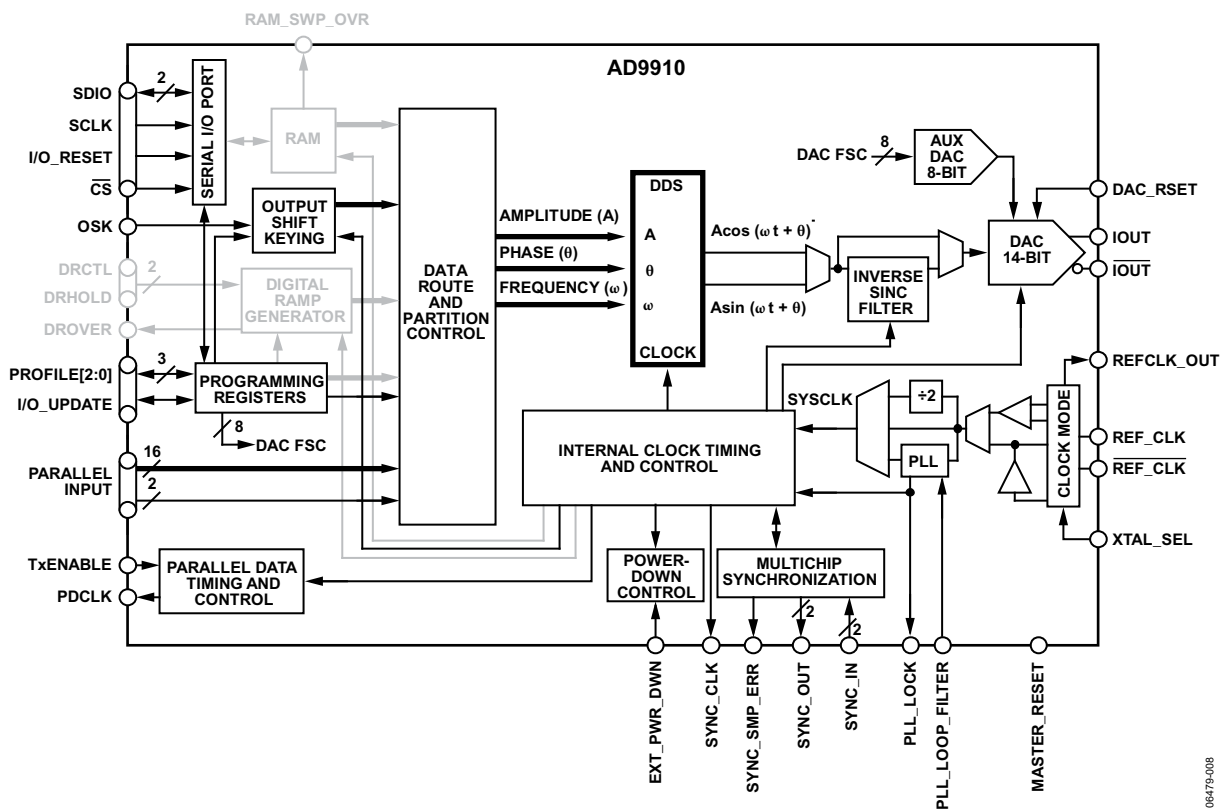 RAM_SWP_OVR
AD9910
SDIO
2
SCLK
I/O_RESET
CS
SERIAL I/O PORT
RAM
OSK
OUTPUT
SHIFT
KEYING
DRCTL
2
DRHOLD
DROVER
DIGITAL
RAMP
GENERATOR
PROFILE[2:0]
3
I/O_UPDATE
PROGRAMMING
REGISTERS
8
DAC FSC
PARALLEL
INPUT
16
2
TxENABLE
PDCLK
PARALLEL DATA
TIMING AND
CONTROL
DATA
ROUTE
AND
PARTITION
CONTROL
AMPLITUDE (A)
PHASE (θ)
FREQUENCY (ω)
DDS
A
θ
ω
CLOCK
Acos (ωt + θ)
Asin (ωt + θ)
INVERSE
SINC
FILTER
DAC FSC
8
AUX
DAC
8-BIT
DAC
14-BIT
DAC_RSET
IOUT
IOUT
REFCLK_OUT
REF_CLK
REF_CLK
XTAL_SEL
CLOCK MODE
SYSCLK
÷2
PLL
INTERNAL CLOCK TIMING
AND CONTROL
POWER-
DOWN
CONTROL
MULTICHIP
SYNCHRONIZATION
2
2
EXT_PWR_DWN
SYNC_CLK
SYNC_SMP_ERR
SYNC_OUT
SYNC_IN
PLL_LOCK
PLL_LOOP_FILTER
MASTER_RESET
06479-008